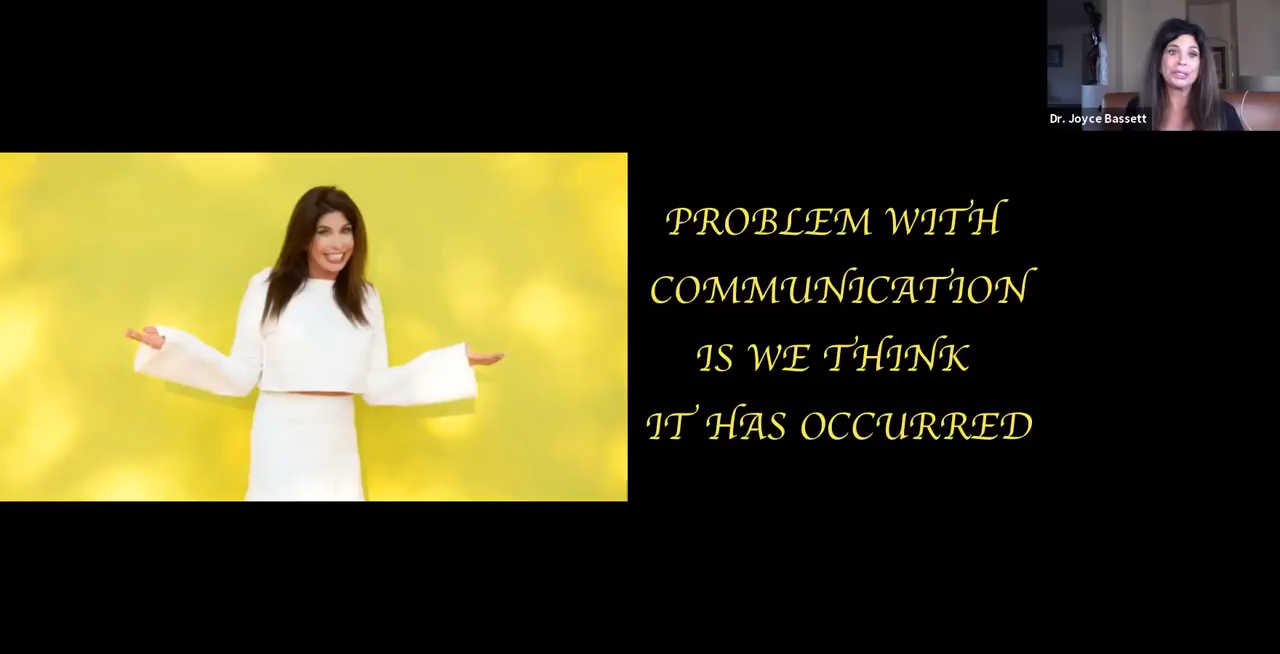 Dr. Joyce Bassett
PROBLEM WITH
COMMUNICATION
IS WE THINK
IT HAS OCCURRED